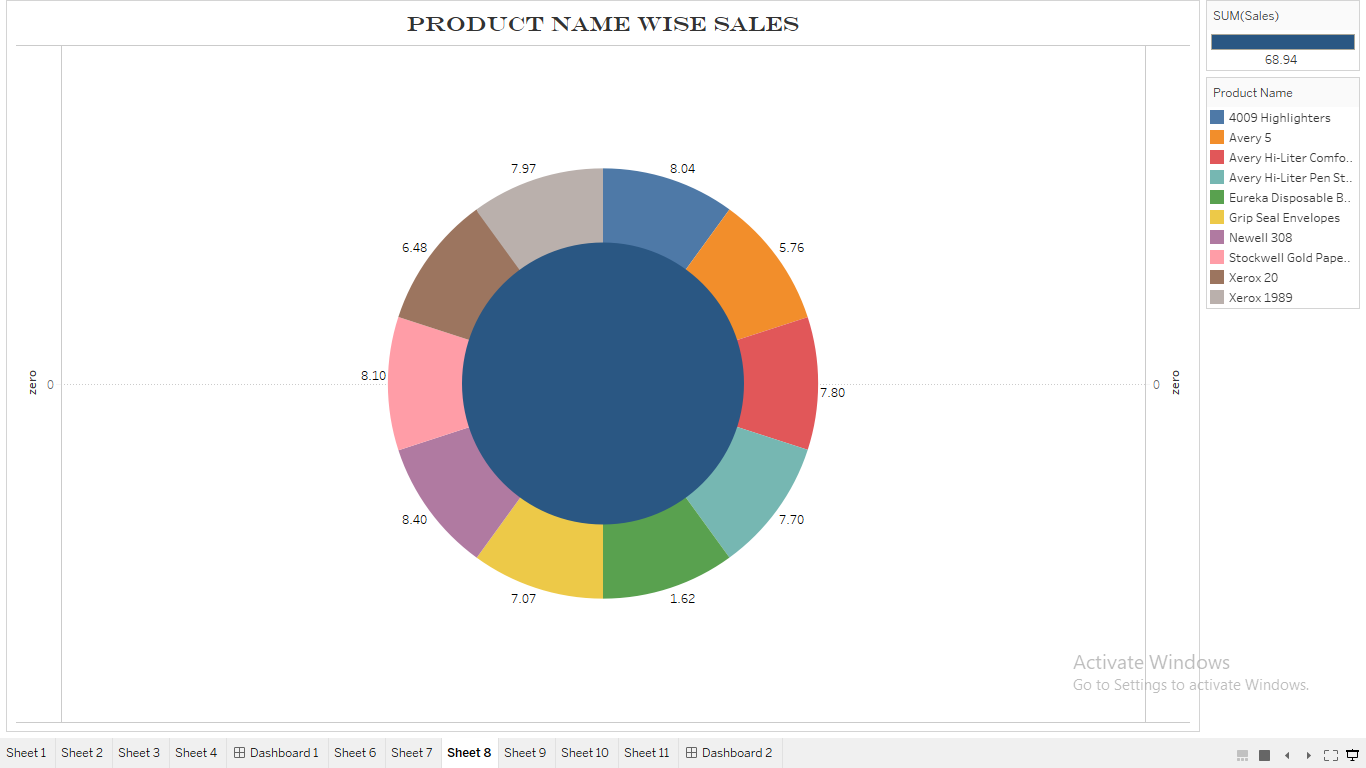 PRODUCT NAME WISE SALES
SUM(Sales)
68.94
Product Name
4009 Highlighters
Avery 5
Avery Hi-Liter Comfo..
Avery Hi-Liter Pen St..
Eureka Disposable B..
Grip Seal Envelopes
Newell 308
Stockwell Gold Pape..
Xerox 20
Xerox 1989
7.97
8.04
6.48
5.76
8.10
7.80
8.40
7.70
7.07
1.62
zero
0
0
zero
Activate Windows
Go to Settings to activate Windows.
Sheet 1 Sheet 2 Sheet 3 Sheet 4 Dashboard 1 Sheet 6 Sheet 7 Sheet 8 Sheet 9 Sheet 10 Sheet 11 Dashboard 2